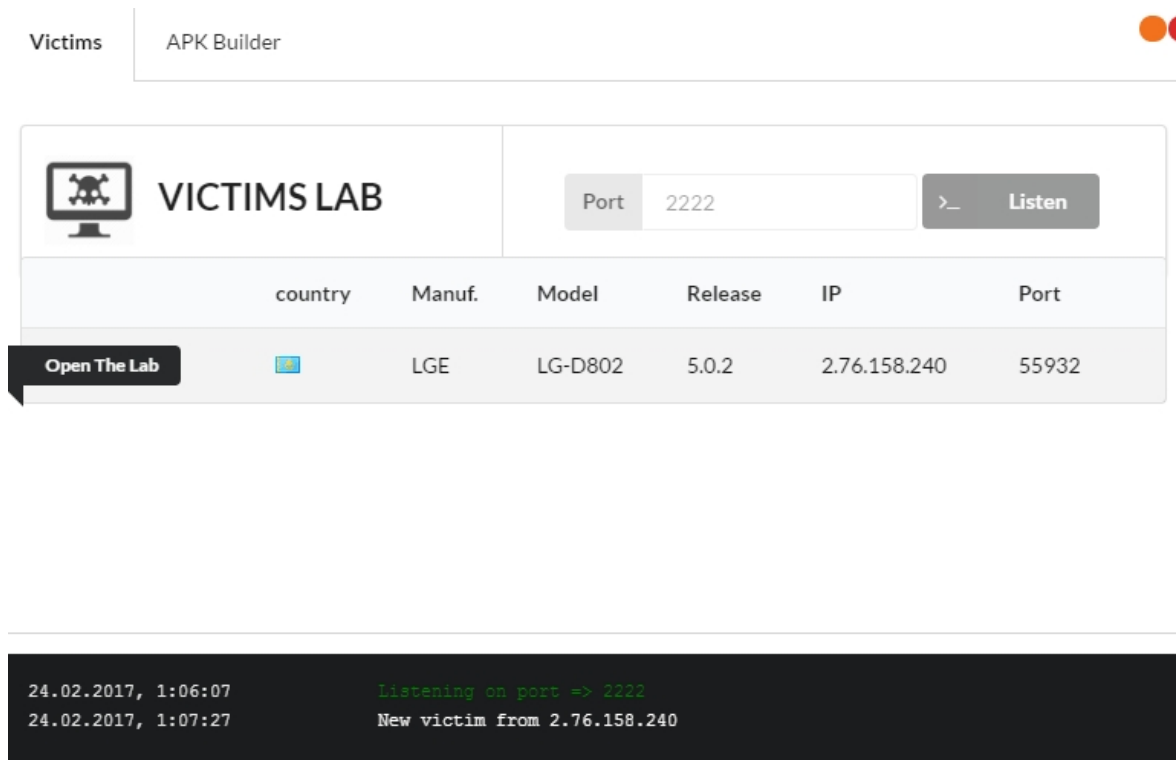 Victims APK Builder
VICTIMS LAB
Port 2222 >_ Listen
country Manuf. Model Release IP Port
Open The Lab LGE LG-D802 5.0.2 2.76.158.240 55932
24.02.2017, 1:06:07 Listening on port => 2222
24.02.2017, 1:07:27 New victim from 2.76.158.240